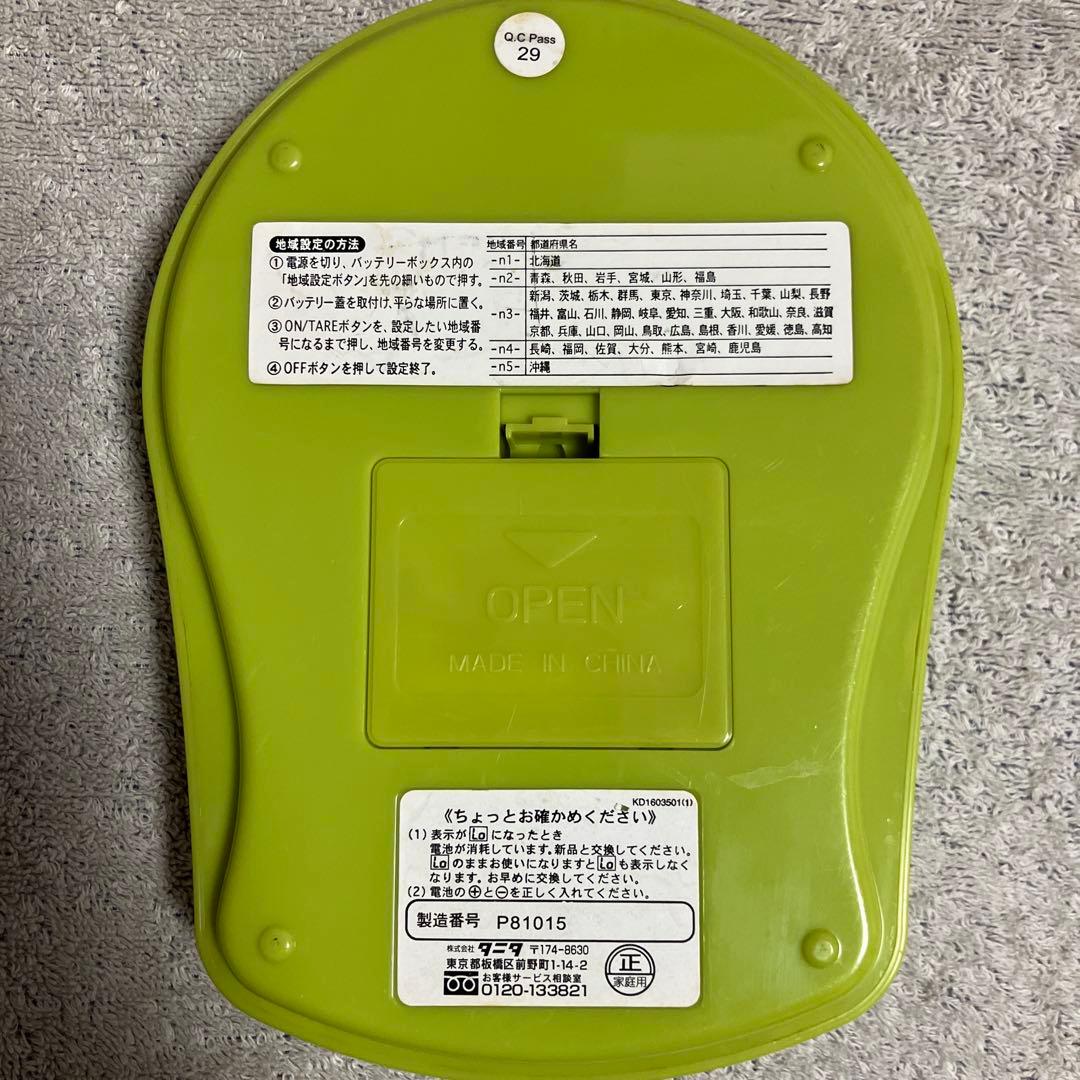 Q.C Pass
29
地域設定の方法
①電源を切り、バッテリーボックス内の
「地域設定ボタン」を先の細いもので押す。
②バッテリー蓋を取付け、平らな場所に置く。
③ON/TAREボタンを、設定したい地域番
号になるまで押し、地域番号を変更する。
④OFFボタンを押して設定終了。
地域番号 都道府県名
-n1- 北海道
-n2- 青森、秋田、岩手、宮城、山形、福島
新潟、茨城、栃木、群馬、東京、神奈川、埼玉、千葉、山梨、長野
-n3- 福井、富山、石川、静岡、岐阜、愛知、三重、大阪、和歌山、奈良、滋賀
京都、兵庫、山口、岡山、鳥取、広島、島根、香川、愛媛、徳島、高知
-n4- 長崎、福岡、佐賀、大分、熊本、宮崎、鹿児島
-n5- 沖縄
OPEN
MADE IN CHINA
KD1603501(1)
《ちょっとお確かめください》
(1) 表示が Lo になったとき
電池が消耗しています。新品と交換してください。
Lo のままお使いになりますと Lo も表示しなく
なります。お早めに交換してください。
(2) 電池の⊕と⊖を正しく入れてください。
製造番号 P81015
株式会社 タニタ 〒174-8630
東京都板橋区前野町1-14-2
お客様サービス相談室
0120-133821
正
家庭用